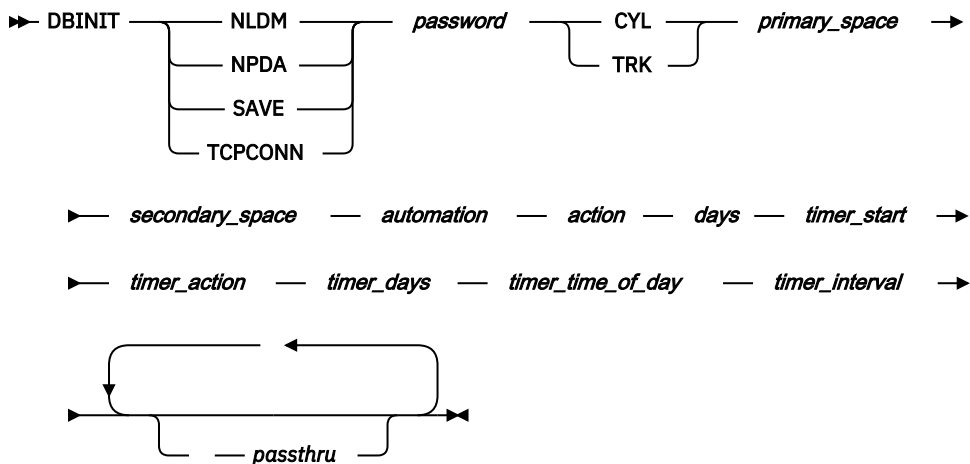 DBINIT NLDM password CYL primary_space
NPDA TRK
SAVE
TCPCONN
secondary_space automation action days timer_start
timer_action timer_days timer_time_of_day timer_interval
passthru